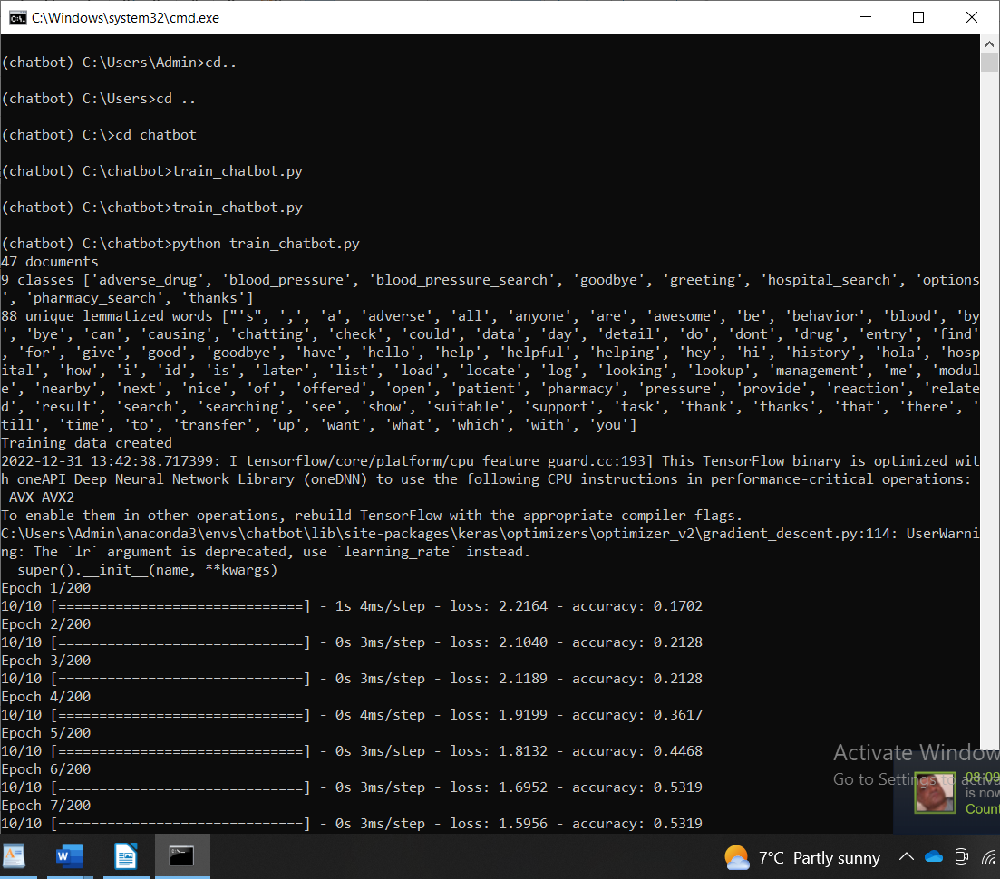 C:\Windows\system32\cmd.exe
(chatbot) C:\Users\Admin>cd..
(chatbot) C:\Users>cd ..
(chatbot) C:\>cd chatbot
(chatbot) C:\chatbot>train_chatbot.py
(chatbot) C:\chatbot>train_chatbot.py
(chatbot) C:\chatbot>python train_chatbot.py
47 documents
9 classes ['adverse_drug', 'blood_pressure', 'blood_pressure_search', 'goodbye', 'greeting', 'hospital_search', 'options
', 'pharmacy_search', 'thanks']
88 unique lemmatized words ["'s", ',', 'a', 'adverse', 'all', 'anyone', 'are', 'awesome', 'be', 'behavior', 'blood', 'by
', 'bye', 'can', 'causing', 'chatting', 'check', 'could', 'data', 'day', 'detail', 'do', 'dont', 'drug', 'entry', 'find'
, 'for', 'give', 'good', 'goodbye', 'have', 'hello', 'help', 'helpful', 'helping', 'hey', 'hi', 'history', 'hola', 'hosp
ital', 'how', 'i', 'id', 'is', 'later', 'list', 'load', 'locate', 'log', 'looking', 'lookup', 'management', 'me', 'modul
e', 'nearby', 'next', 'nice', 'of', 'offered', 'open', 'patient', 'pharmacy', 'pressure', 'provide', 'reaction', 'relate
d', 'result', 'search', 'searching', 'see', 'show', 'suitable', 'support', 'task', 'thank', 'thanks', 'that', 'there', '
till', 'time', 'to', 'transfer', 'up', 'want', 'what', 'which', 'with', 'you']
Training data created
2022-12-31 13:42:38.717399: I tensorflow/core/platform/cpu_feature_guard.cc:193] This TensorFlow binary is optimized wit
h oneAPI Deep Neural Network Library (oneDNN) to use the following CPU instructions in performance-critical operations:
 AVX AVX2
To enable them in other operations, rebuild TensorFlow with the appropriate compiler flags.
C:\Users\Admin\anaconda3\envs\chatbot\lib\site-packages\keras\optimizers\optimizer_v2\gradient_descent.py:114: UserWarni
ng: The `lr` argument is deprecated, use `learning_rate` instead.
  super().__init__(name, **kwargs)
Epoch 1/200
10/10 [==============================] - 1s 4ms/step - loss: 2.2164 - accuracy: 0.1702
Epoch 2/200
10/10 [==============================] - 0s 3ms/step - loss: 2.1040 - accuracy: 0.2128
Epoch 3/200
10/10 [==============================] - 0s 3ms/step - loss: 2.1189 - accuracy: 0.2128
Epoch 4/200
10/10 [==============================] - 0s 4ms/step - loss: 1.9199 - accuracy: 0.3617
Epoch 5/200
10/10 [==============================] - 0s 3ms/step - loss: 1.8132 - accuracy: 0.4468
Epoch 6/200
10/10 [==============================] - 0s 3ms/step - loss: 1.6952 - accuracy: 0.5319
Epoch 7/200
10/10 [==============================] - 0s 3ms/step - loss: 1.5956 - accuracy: 0.5319
Activate Window
Go to Settings to activa
08:09
is now
Count
7°C Partly sunny